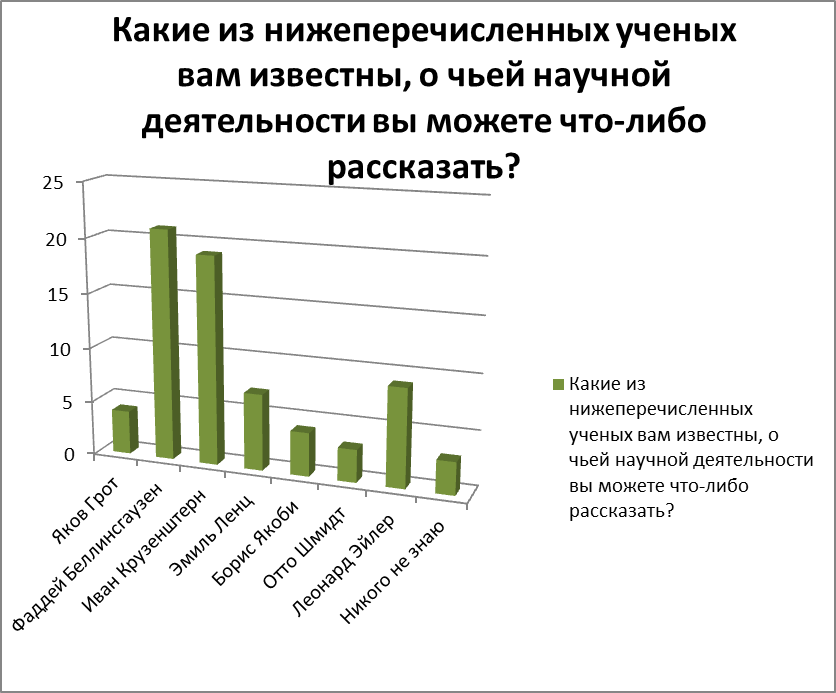 Какие из нижеперечисленных ученых
вам известны, о чьей научной
деятельности вы можете что-либо
рассказать?
25
20
15
10
5
0
Яков Грот
Фаддей Беллинсгаузен
Иван Крузенштерн
Эмиль Ленц
Борис Якоби
Отто Шмидт
Леонард Эйлер
Никого не знаю
Какие из
нижеперечисленных
ученых вам известны, о
чьей научной деятельности
вы можете что-либо
рассказать?